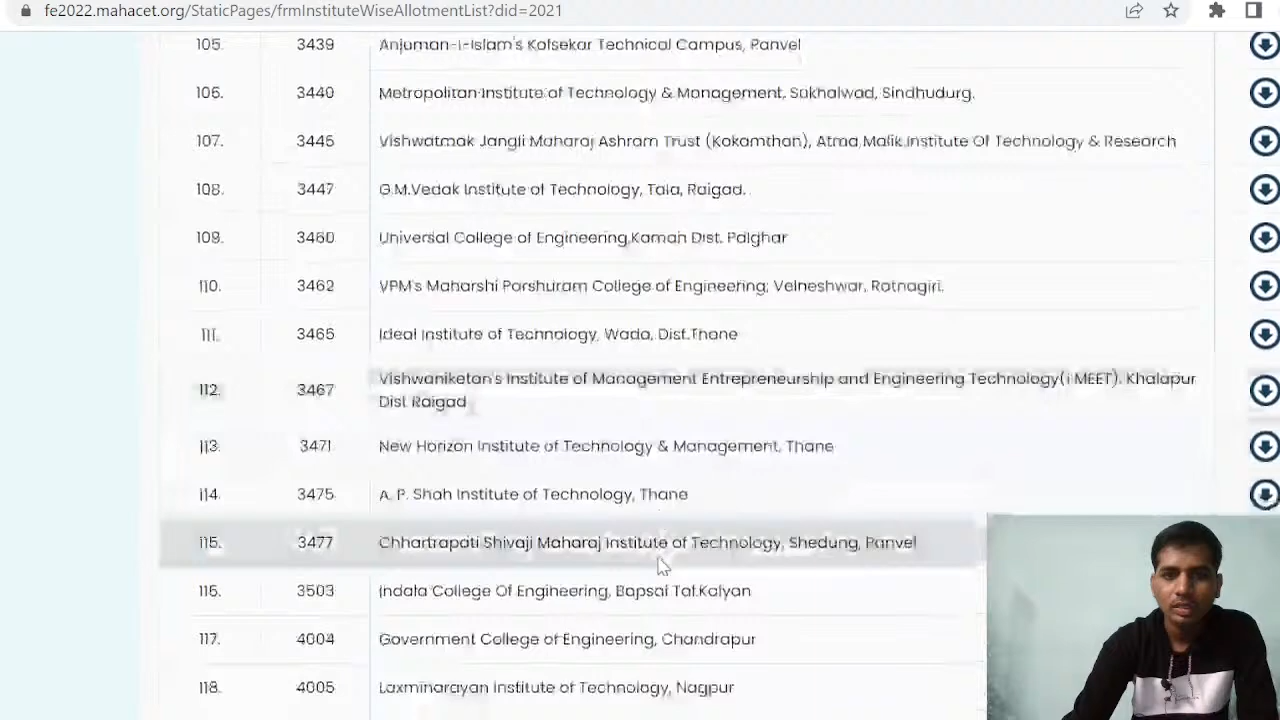 fe2022.mahacet.org/StaticPages/frmInstituteWiseAllotmentList?did=2021
105. 3439 Anjuman-I-Islam's Kalsekar Technical Campus, Panvel
106. 3440 Metropolitan Institute of Technology & Management, Sukhalwad, Sindhudurg.
107. 3445 Vishwatmak Jangli Maharaj Ashram Trust (Kokamthan), Atma Malik Institute Of Technology & Research
108. 3447 G.M.Vedak Institute of Technology, Tala, Raigad.
109. 3460 Universal College of Engineering,Kaman Dist. Palghar
110. 3462 VPM's Maharshi Parshuram College of Engineering, Velneshwar, Ratnagiri.
111. 3465 Ideal Institute of Technology, Wada, Dist.Thane
112. 3467 Vishwaniketan's Institute of Management Entrepreneurship and Engineering Technology(i MEET), Khalapur
Dist Raigad
113. 3471 New Horizon Institute of Technology & Management, Thane
114. 3475 A. P. Shah Institute of Technology, Thane
115. 3477 Chhartrapati Shivaji Maharaj Institute of Technology, Shedung, Panvel
116. 3503 Indala College Of Engineering, Bapsai Tal.Kalyan
117. 4004 Government College of Engineering, Chandrapur
118. 4005 Laxminarayan Institute of Technology, Nagpur